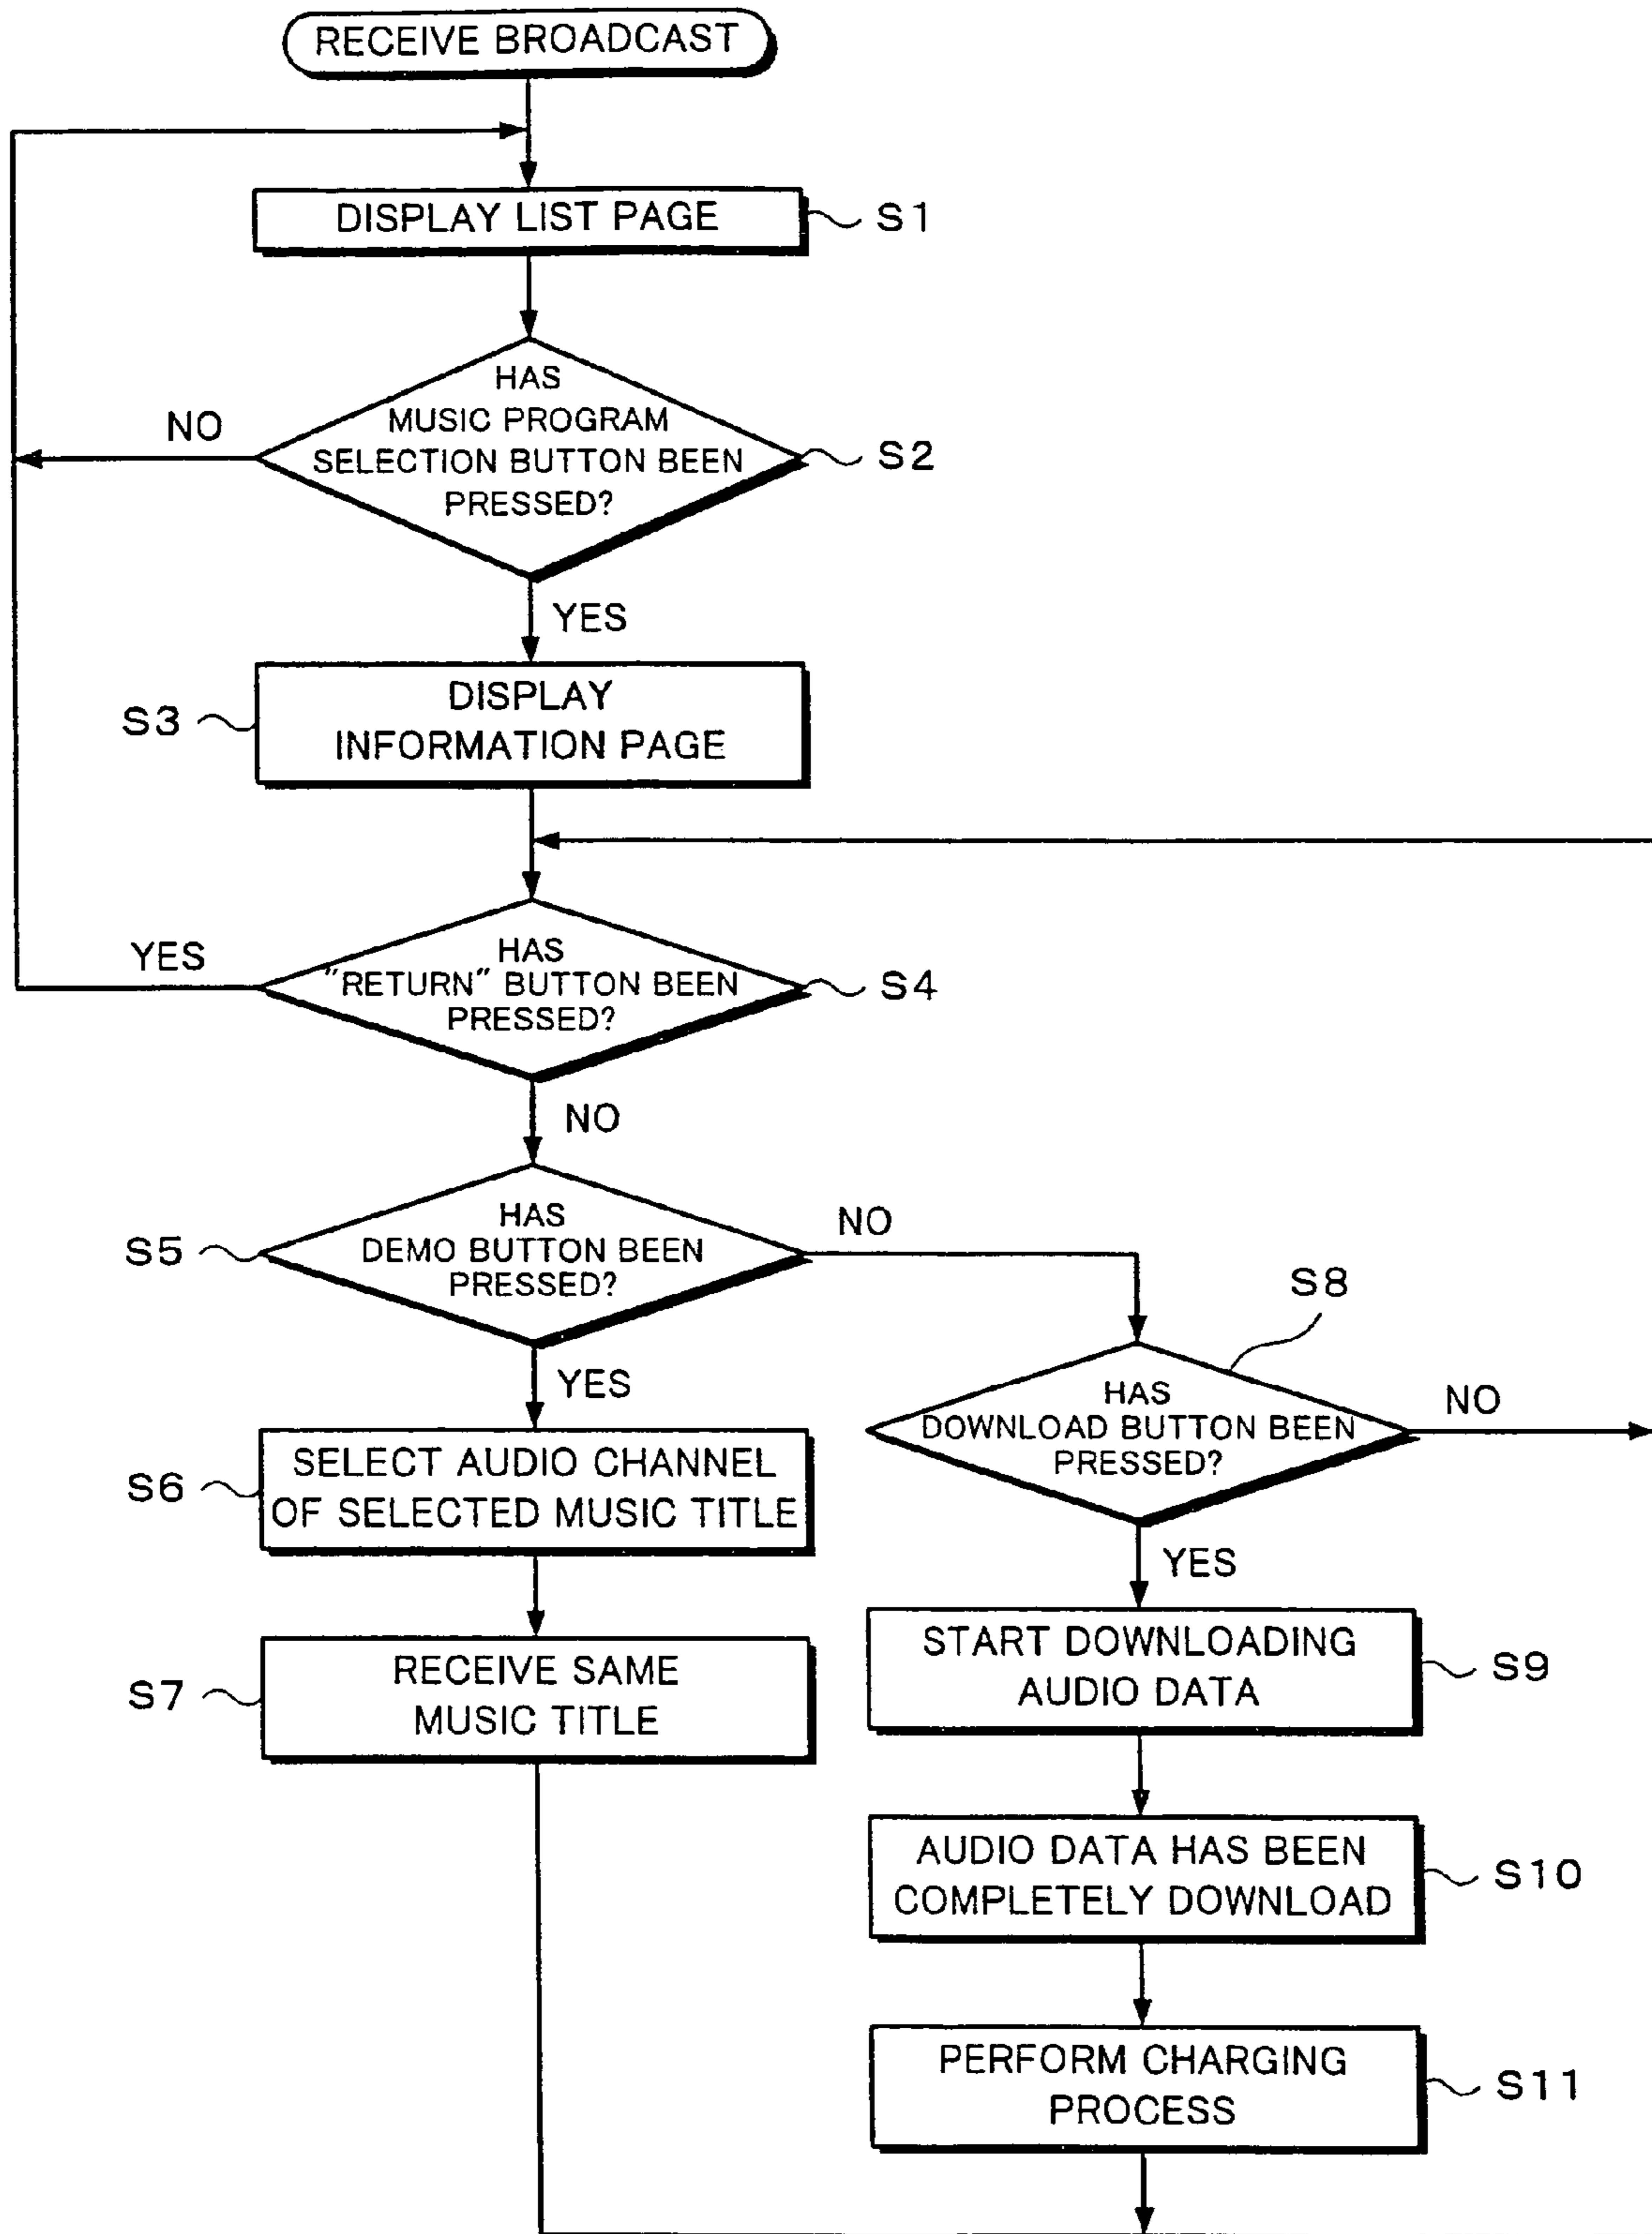 RECEIVE BROADCAST
DISPLAY LIST PAGE
S1
HAS
MUSIC PROGRAM
SELECTION BUTTON BEEN
PRESSED?
S2
NO
YES
DISPLAY
INFORMATION PAGE
S3
HAS
"RETURN" BUTTON BEEN
PRESSED?
S4
YES
NO
HAS
DEMO BUTTON BEEN
PRESSED?
S5
NO
YES
SELECT AUDIO CHANNEL
OF SELECTED MUSIC TITLE
S6
RECEIVE SAME
MUSIC TITLE
S7
S8
HAS
DOWNLOAD BUTTON BEEN
PRESSED?
NO
YES
START DOWNLOADING
AUDIO DATA
S9
AUDIO DATA HAS BEEN
COMPLETELY DOWNLOAD
S10
PERFORM CHARGING
PROCESS
S11